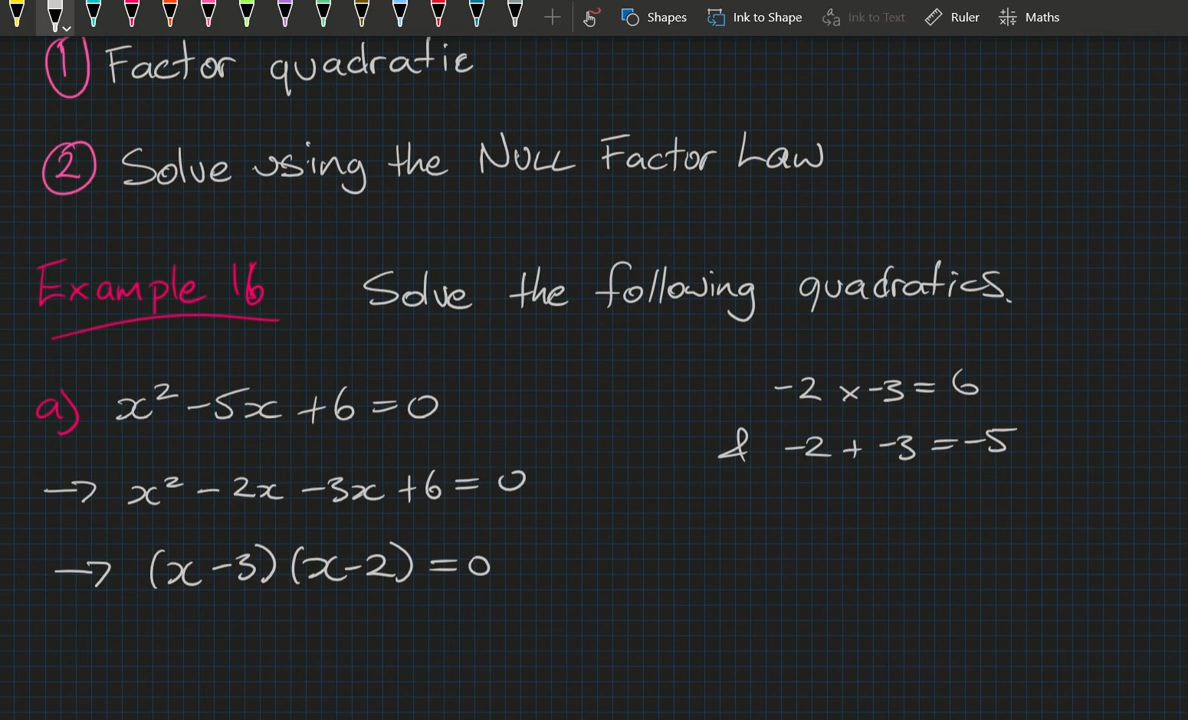 Shapes Ink to Shape Ink to Text Ruler Maths
① Factor quadratic
② Solve using the NULL Factor Law
Example 16 Solve the following quadratics.
a) x² - 5x + 6 = 0
-2 × -3 = 6
& -2 + -3 = -5
→ x² - 2x - 3x + 6 = 0
→ (x - 3)(x - 2) = 0